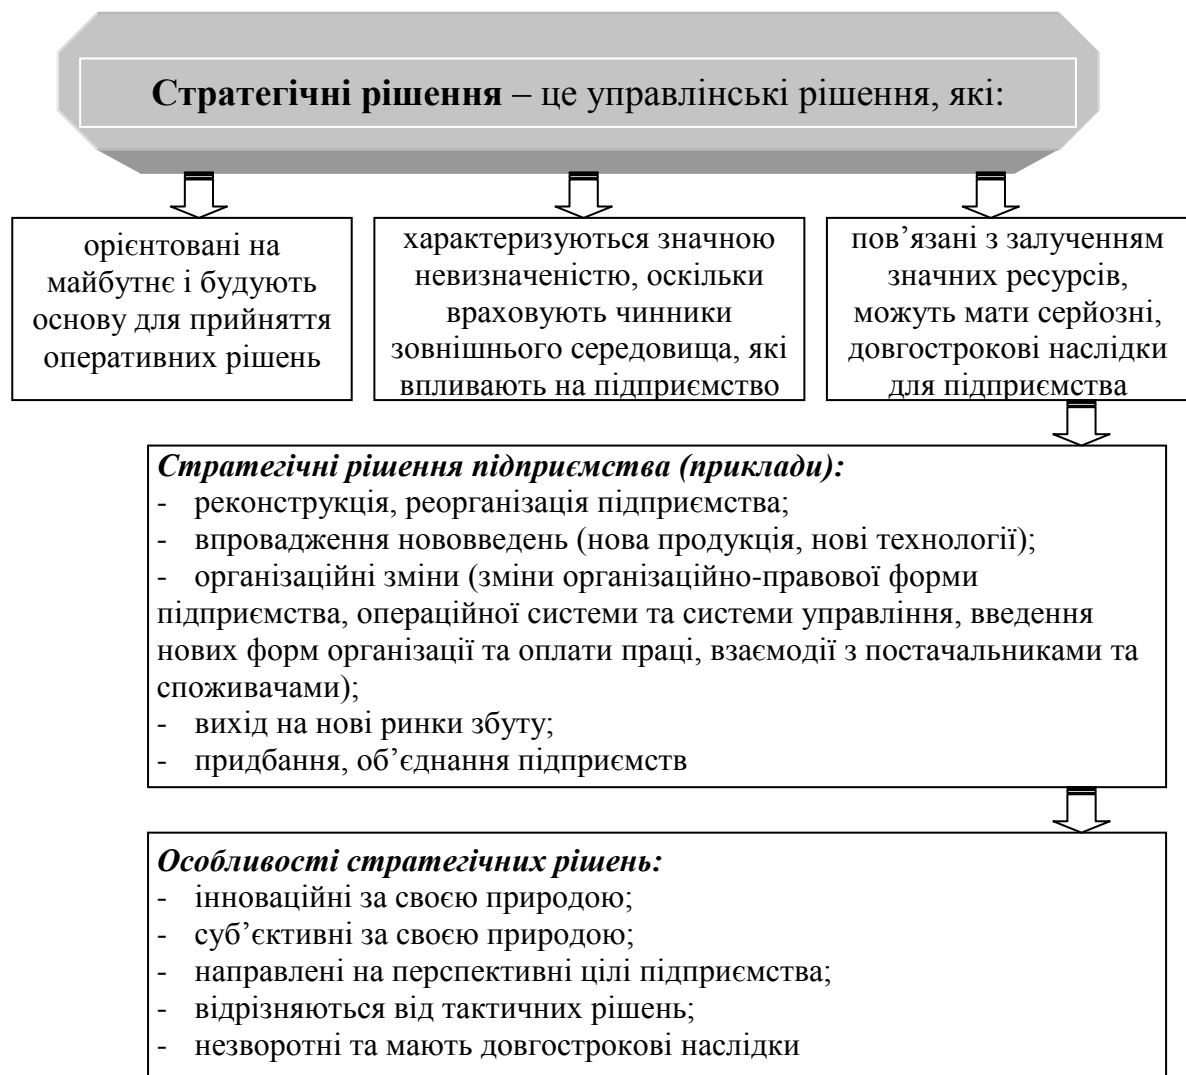 Стратегічні рішення – це управлінські рішення, які:
орієнтовані на
майбутнє і будують
основу для прийняття
оперативних рішень
характеризуються значною
невизначеністю, оскільки
враховують чинники
зовнішнього середовища, які
впливають на підприємство
пов’язані з залученням
значних ресурсів,
можуть мати серйозні,
довгострокові наслідки
для підприємства
Стратегічні рішення підприємства (приклади):
- реконструкція, реорганізація підприємства;
- впровадження нововведень (нова продукція, нові технології);
- організаційні зміни (зміни організаційно-правової форми
підприємства, операційної системи та системи управління, введення
нових форм організації та оплати праці, взаємодії з постачальниками та
споживачами);
- вихід на нові ринки збуту;
- придбання, об’єднання підприємств
Особливості стратегічних рішень:
- інноваційні за своєю природою;
- суб’єктивні за своєю природою;
- направлені на перспективні цілі підприємства;
- відрізняються від тактичних рішень;
- незворотні та мають довгострокові наслідки